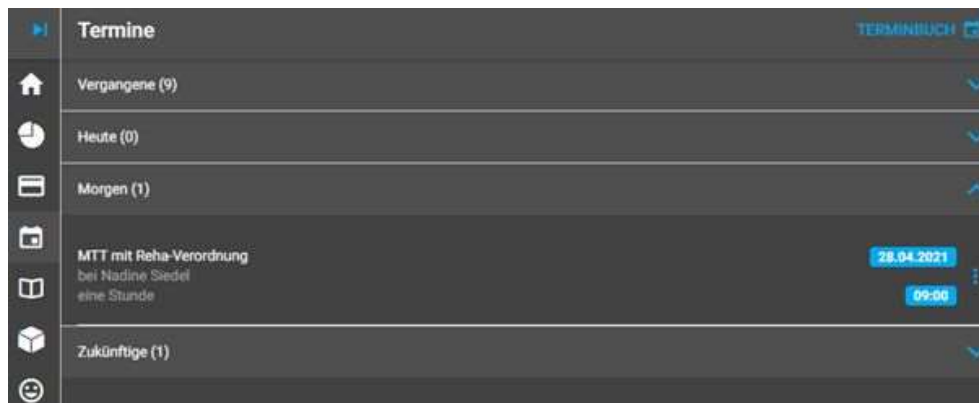 Termine
TERMINBUCH
Vergangene (9)
Heute (0)
Morgen (1)
MTT mit Reha-Verordnung
28.04.2021
bei Nadine Siedel
eine Stunde
09:00
Zukünftige (1)